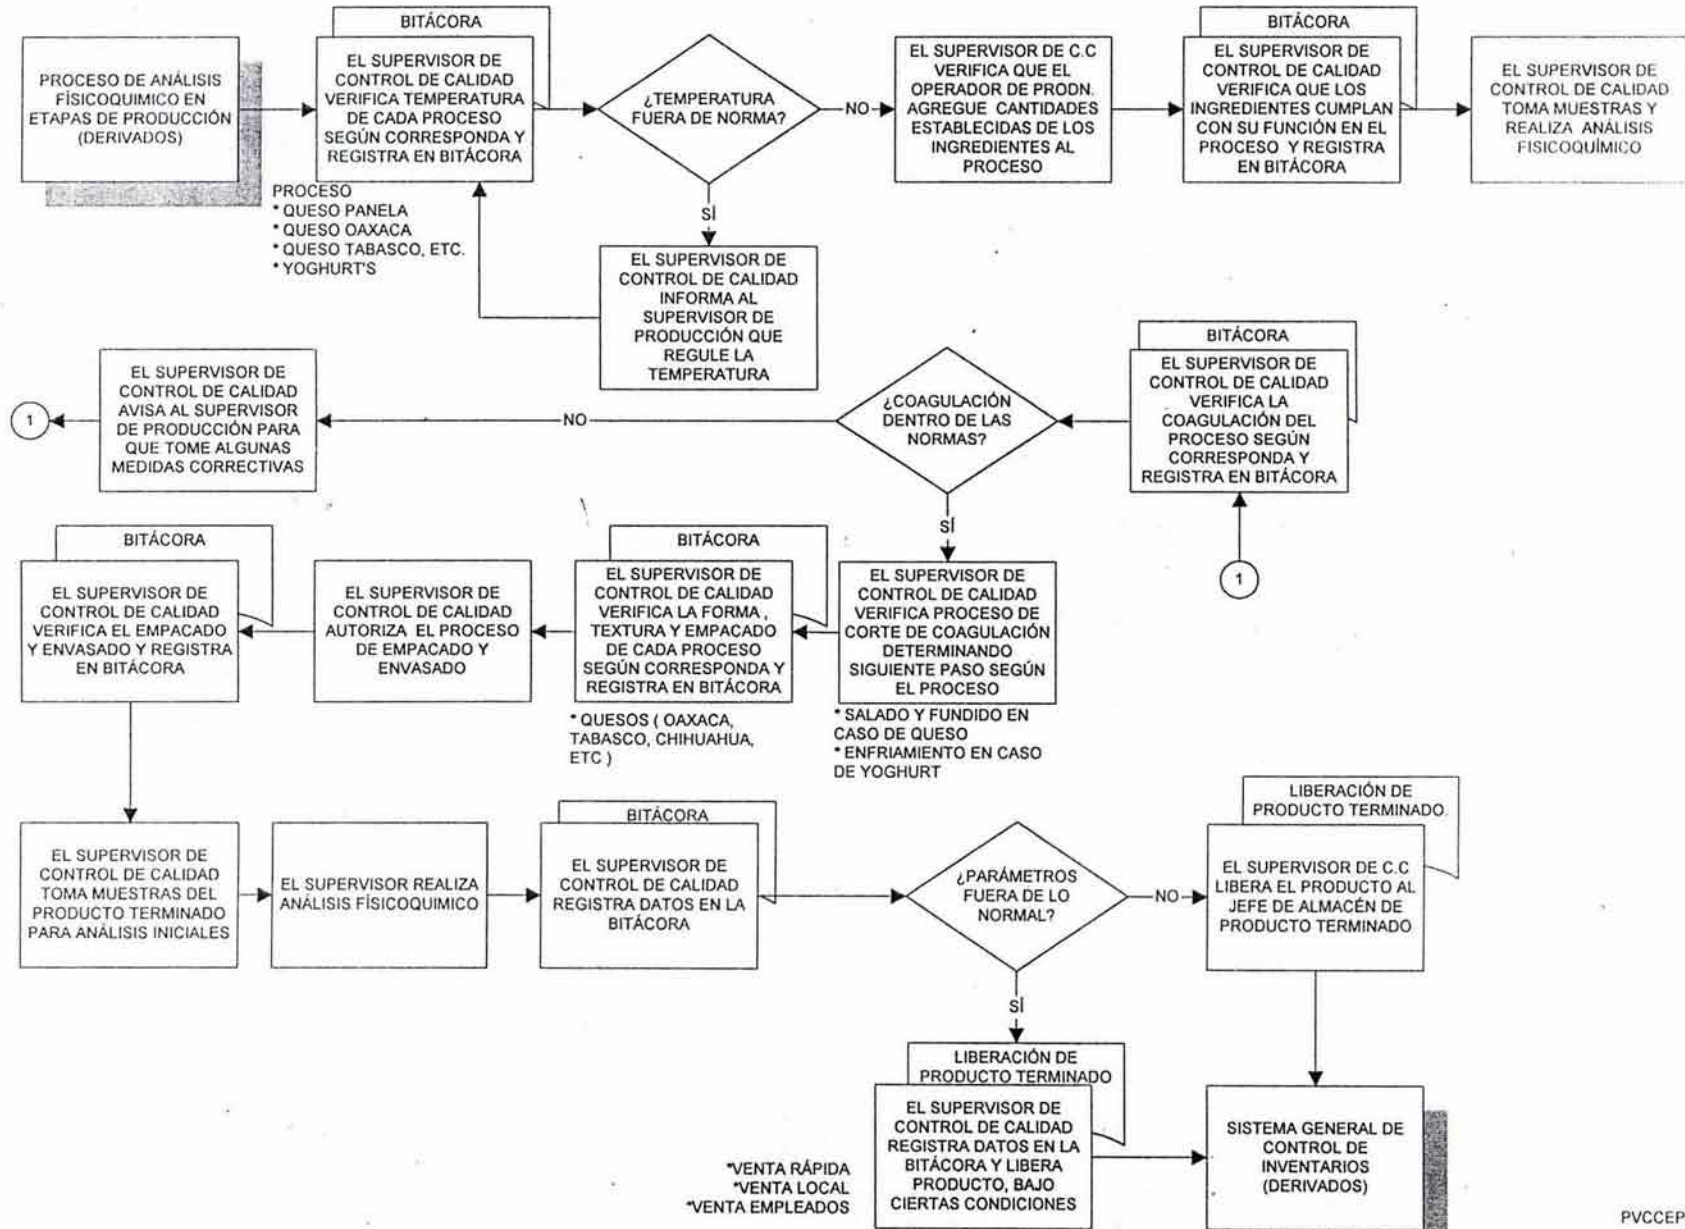 PROCESO DE ANÁLISIS
FÍSICOQUIMICO EN
ETAPAS DE PRODUCCIÓN
(DERIVADOS)
BITÁCORA
EL SUPERVISOR DE
CONTROL DE CALIDAD
VERIFICA TEMPERATURA
DE CADA PROCESO
SEGÚN CORRESPONDA Y
REGISTRA EN BITÁCORA
PROCESO
* QUESO PANELA
* QUESO OAXACA
* QUESO TABASCO, ETC.
* YOGHURT'S
¿TEMPERATURA
FUERA DE NORMA?
NO
SÍ
EL SUPERVISOR DE
CONTROL DE CALIDAD
INFORMA AL
SUPERVISOR DE
PRODUCCIÓN QUE
REGULE LA
TEMPERATURA
EL SUPERVISOR DE C.C
VERIFICA QUE EL
OPERADOR DE PRODN.
AGREGUE CANTIDADES
ESTABLECIDAS DE LOS
INGREDIENTES AL
PROCESO
BITÁCORA
EL SUPERVISOR DE
CONTROL DE CALIDAD
VERIFICA QUE LOS
INGREDIENTES CUMPLAN
CON SU FUNCIÓN EN EL
PROCESO Y REGISTRA
EN BITÁCORA
EL SUPERVISOR DE
CONTROL DE CALIDAD
TOMA MUESTRAS Y
REALIZA ANÁLISIS
FISICOQUÍMICO
BITÁCORA
EL SUPERVISOR DE
CONTROL DE CALIDAD
VERIFICA LA
COAGULACIÓN DEL
PROCESO SEGÚN
CORRESPONDA Y
REGISTRA EN BITÁCORA
1
¿COAGULACIÓN
DENTRO DE LAS
NORMAS?
NO
EL SUPERVISOR DE
CONTROL DE CALIDAD
AVISA AL SUPERVISOR
DE PRODUCCIÓN PARA
QUE TOME ALGUNAS
MEDIDAS CORRECTIVAS
1
SÍ
EL SUPERVISOR DE
CONTROL DE CALIDAD
VERIFICA PROCESO DE
CORTE DE COAGULACIÓN
DETERMINANDO
SIGUIENTE PASO SEGÚN
EL PROCESO
* SALADO Y FUNDIDO EN
CASO DE QUESO
* ENFRIAMIENTO EN CASO
DE YOGHURT
BITÁCORA
EL SUPERVISOR DE
CONTROL DE CALIDAD
VERIFICA LA FORMA ,
TEXTURA Y EMPACADO
DE CADA PROCESO
SEGÚN CORRESPONDA Y
REGISTRA EN BITÁCORA
* QUESOS ( OAXACA,
TABASCO, CHIHUAHUA,
ETC )
EL SUPERVISOR DE
CONTROL DE CALIDAD
AUTORIZA EL PROCESO
DE EMPACADO Y
ENVASADO
BITÁCORA
EL SUPERVISOR DE
CONTROL DE CALIDAD
VERIFICA EL EMPACADO
Y ENVASADO Y REGISTRA
EN BITÁCORA
EL SUPERVISOR DE
CONTROL DE CALIDAD
TOMA MUESTRAS DEL
PRODUCTO TERMINADO
PARA ANÁLISIS INICIALES
EL SUPERVISOR REALIZA
ANÁLISIS FÍSICOQUIMICO
BITÁCORA
EL SUPERVISOR DE
CONTROL DE CALIDAD
REGISTRA DATOS EN LA
BITÁCORA
¿PARÁMETROS
FUERA DE LO
NORMAL?
NO
LIBERACIÓN DE
PRODUCTO TERMINADO.
EL SUPERVISOR DE C.C
LIBERA EL PRODUCTO AL
JEFE DE ALMACÉN DE
PRODUCTO TERMINADO
SÍ
LIBERACIÓN DE
PRODUCTO TERMINADO
EL SUPERVISOR DE
CONTROL DE CALIDAD
REGISTRA DATOS EN LA
BITÁCORA Y LIBERA
PRODUCTO, BAJO
CIERTAS CONDICIONES
*VENTA RÁPIDA
*VENTA LOCAL
*VENTA EMPLEADOS
SISTEMA GENERAL DE
CONTROL DE
INVENTARIOS
(DERIVADOS)
PVCCEP